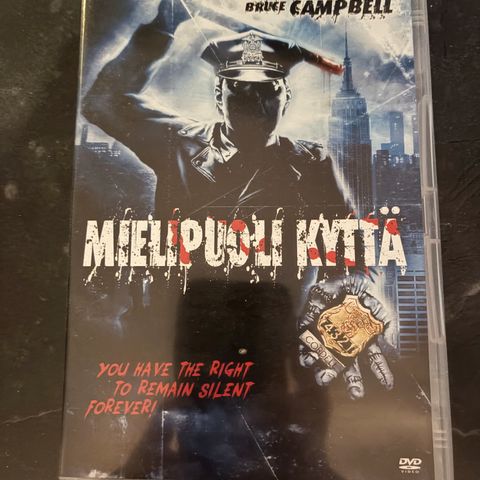 BRUCE CAMPBELL
MIELIPUOLI KYTTÄ
YOU HAVE THE RIGHT
TO REMAIN SILENT
FOREVER!
DVD
VIDEO